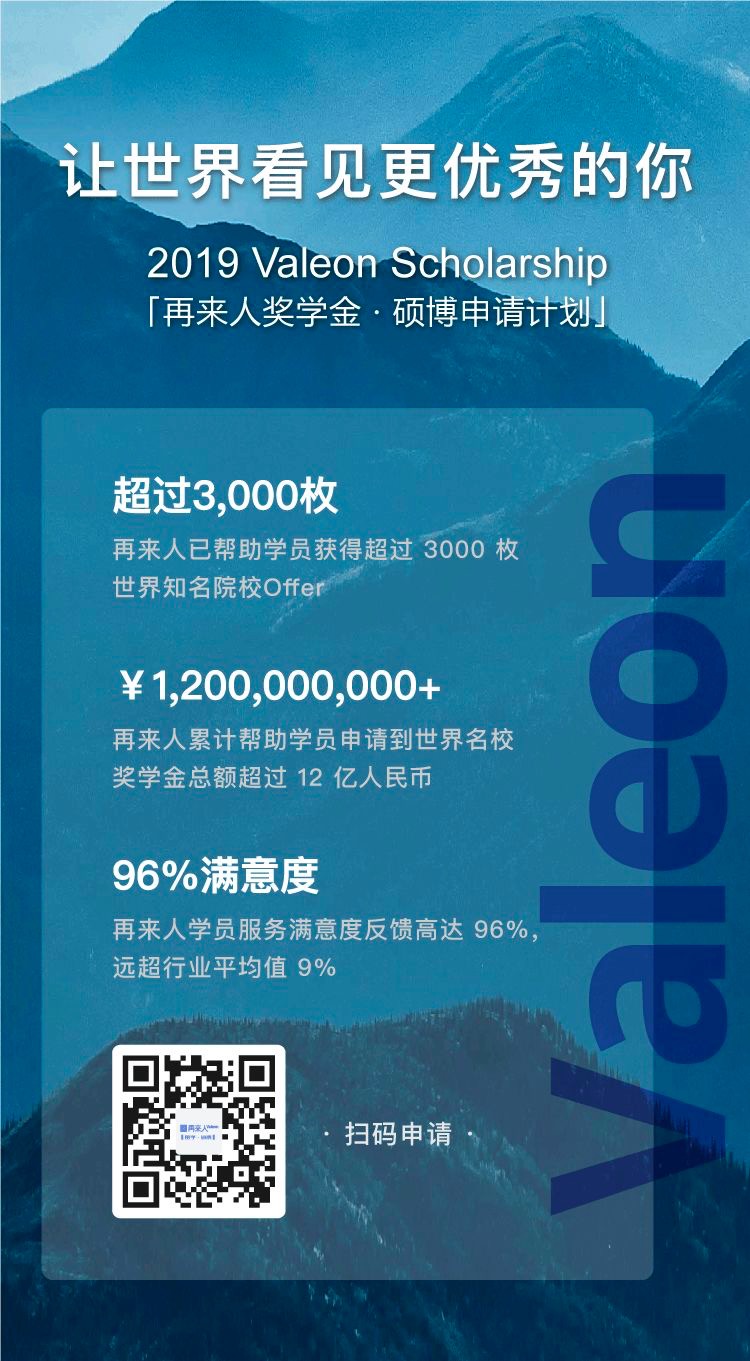 让世界看见更优秀的你
2019 Valeon Scholarship
「再来人奖学金 · 硕博申请计划」
超过3,000枚
再来人已帮助学员获得超过 3000 枚
世界知名院校Offer
￥1,200,000,000+
再来人累计帮助学员申请到世界名校
奖学金总额超过 12 亿人民币
96%满意度
再来人学员服务满意度反馈高达 96%，
远超行业平均值 9%
再来人Valeon
· 扫码申请 ·
Valeon